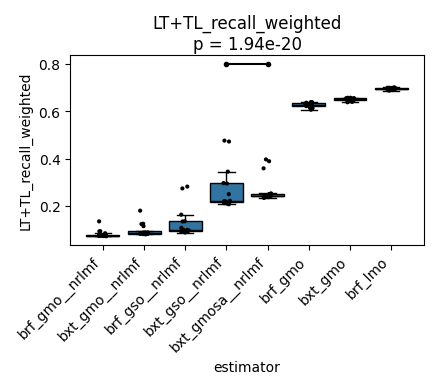 LT+TL_recall_weighted
p = 1.94e-20
LT+TL_recall_weighted
0.8
0.6
0.4
0.2
brf_gmo__nrlmf
bxt_gmo__nrlmf
brf_gso__nrlmf
bxt_gso__nrlmf
bxt_gmosa__nrlmf
brf_gmo
bxt_gmo
brf_lmo
estimator